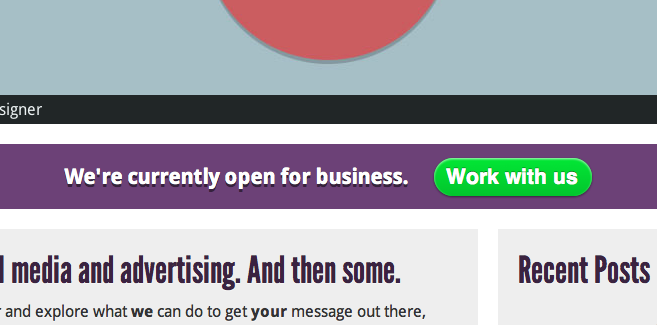 signer
We're currently open for business. Work with us
media and advertising. And then some.
Recent Posts
and explore what we can do to get your message out there,